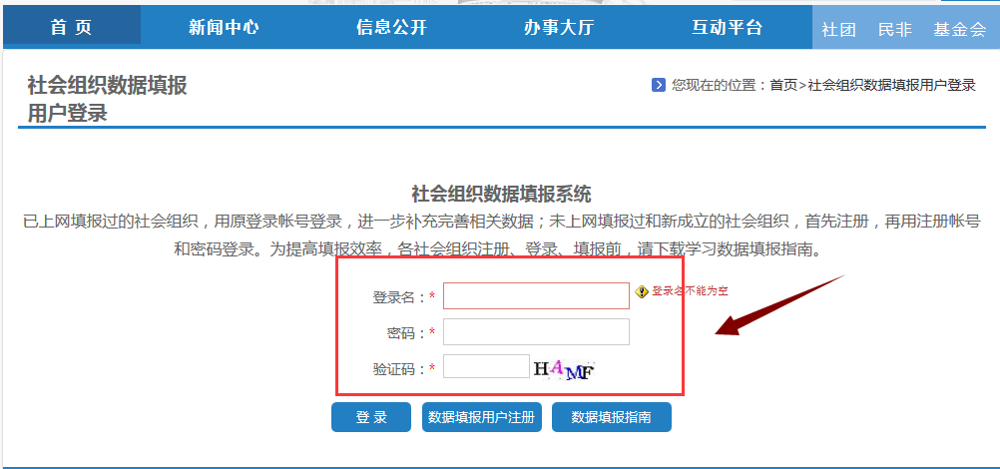 首 页 新闻中心 信息公开 办事大厅 互动平台 社团 民非 基金会
社会组织数据填报
用户登录
您现在的位置：首页>社会组织数据填报用户登录
社会组织数据填报系统
已上网填报过的社会组织，用原登录帐号登录，进一步补充完善相关数据；未上网填报过和新成立的社会组织，首先注册，再用注册帐号
和密码登录。为提高填报效率，各社会组织注册、登录、填报前，请下载学习数据填报指南。
登录名：* 登录名不能为空
密码：*
验证码：* HAMF
登 录 数据填报用户注册 数据填报指南